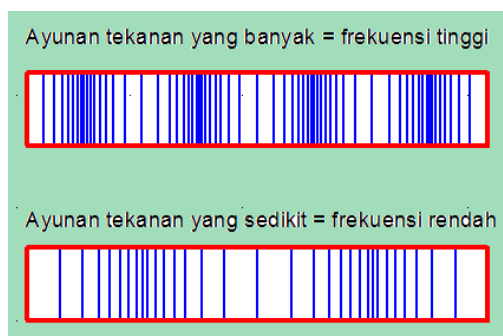 Ayunan tekanan yang banyak = frekuensi tinggi
Ayunan tekanan yang sedikit = frekuensi rendah